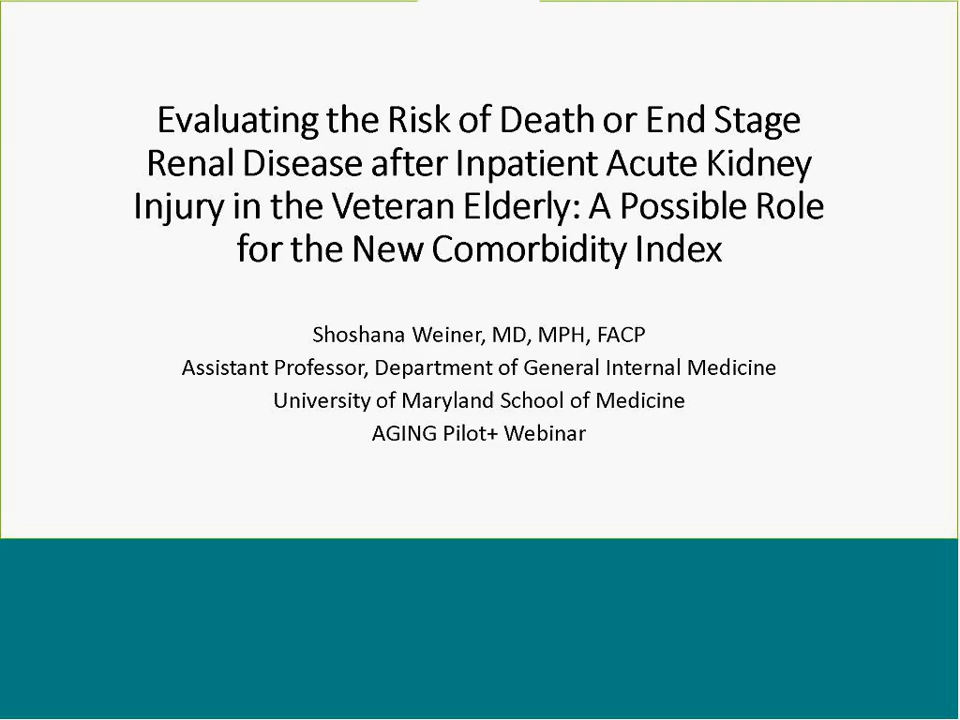 Evaluating the Risk of Death or End Stage
Renal Disease after Inpatient Acute Kidney
Injury in the Veteran Elderly: A Possible Role
for the New Comorbidity Index
Shoshana Weiner, MD, MPH, FACP
Assistant Professor, Department of General Internal Medicine
University of Maryland School of Medicine
AGING Pilot+ Webinar